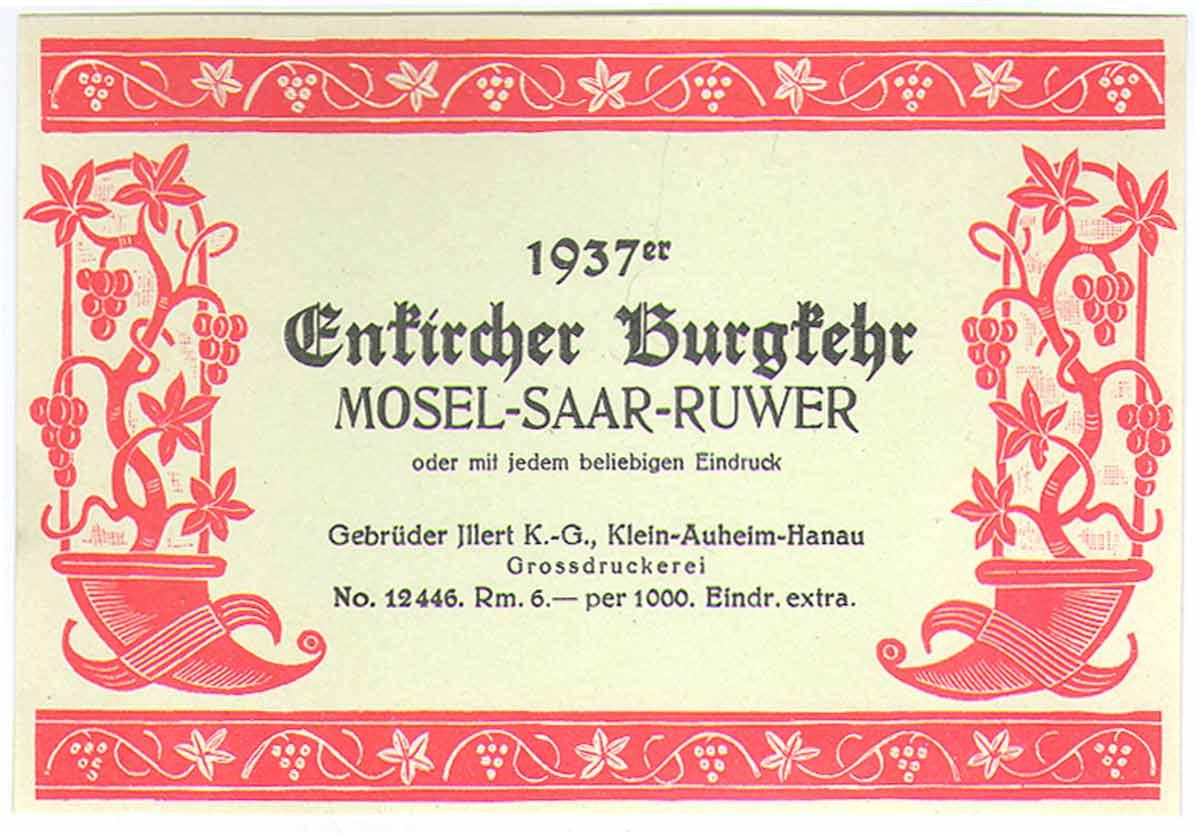 1937er
Enkircher Burgkehr
MOSEL-SAAR-RUWER
oder mit jedem beliebigen Eindruck
Gebrüder Jllert K.-G., Klein-Auheim-Hanau
Grossdruckerei
No. 12446. Rm. 6.— per 1000. Eindr. extra.